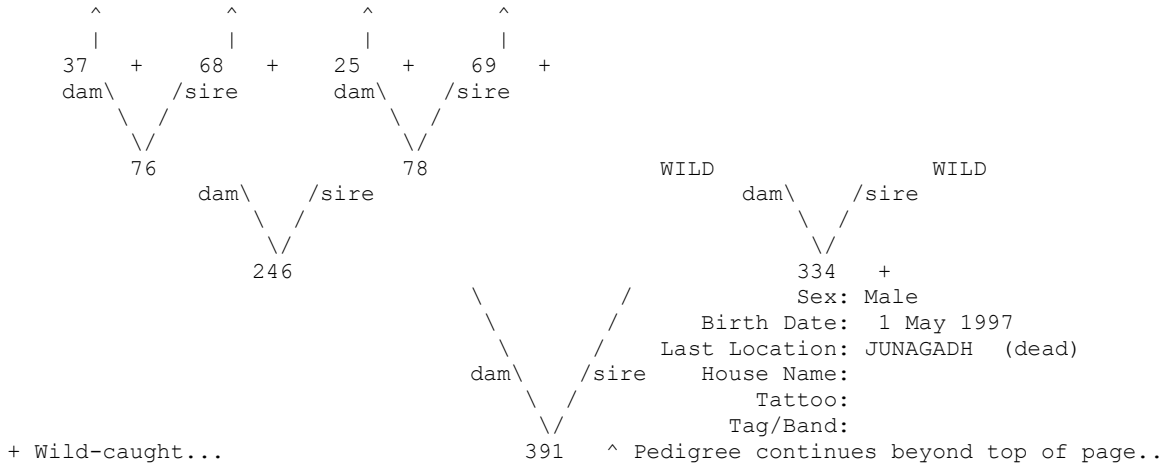 ^ ^ ^ ^
| | | |
37 + 68 + 25 + 69 +
dam\ /sire dam\ /sire
\ / \ /
\/ \/
76 78 WILD WILD
dam\ /sire dam\ /sire
\ / \ /
\/ \/
246 334 +
\ / Sex: Male
\ / Birth Date: 1 May 1997
\ / Last Location: JUNAGADH (dead)
dam\ /sire House Name:
\ / Tattoo:
\/ Tag/Band:
+ Wild-caught... 391 ^ Pedigree continues beyond top of page..